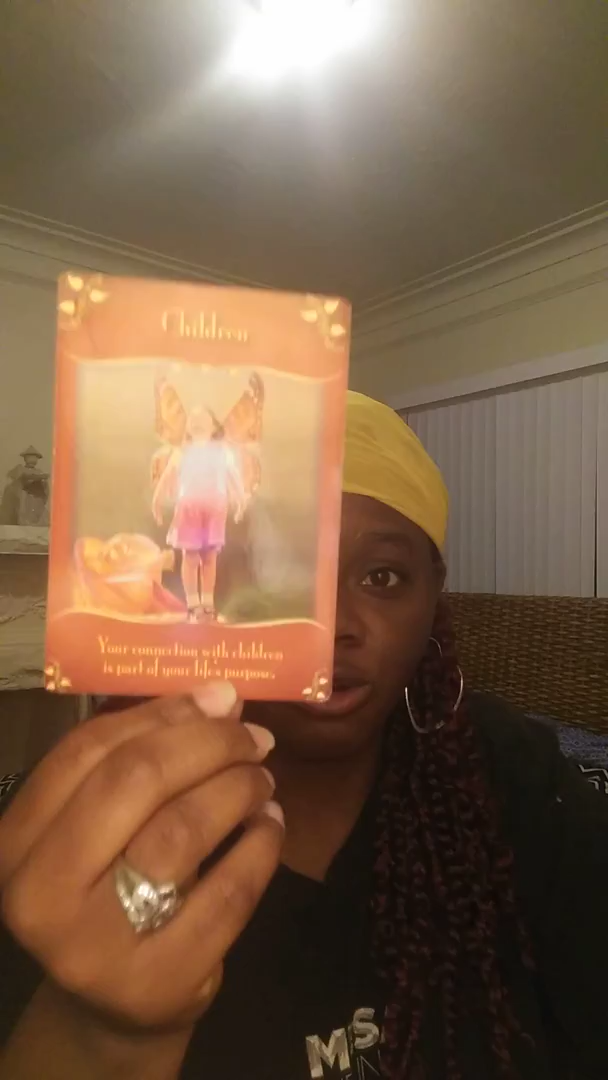 Children
Your connection with children
is part of your life's purpose.
MS.